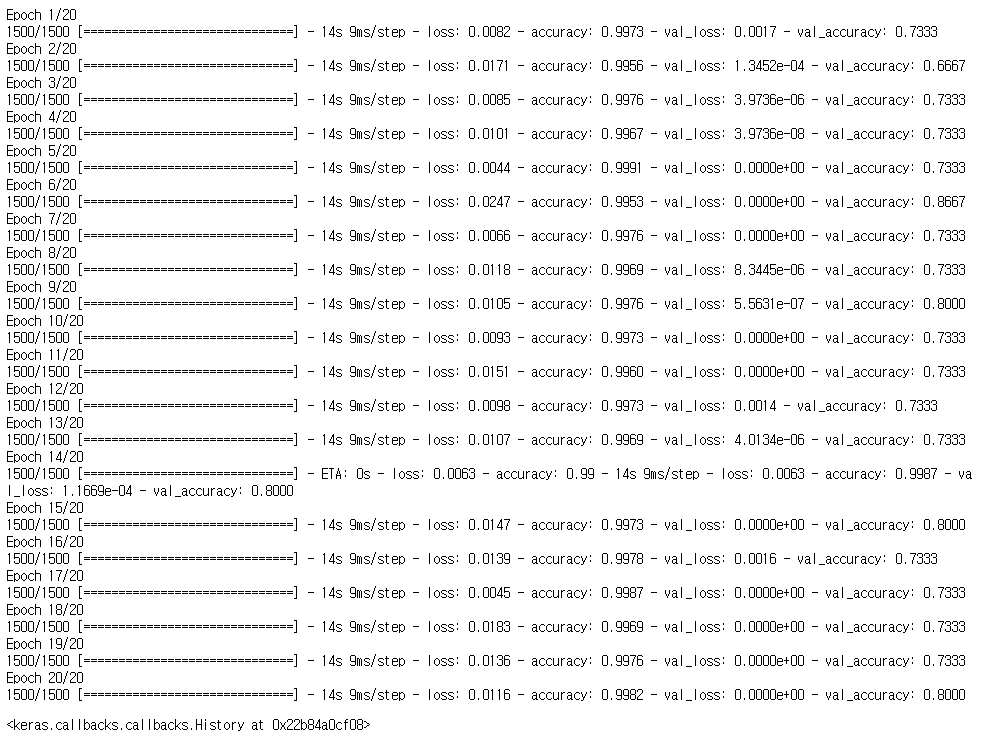 Epoch 1/20
1500/1500 [==============================] - 14s 9ms/step - loss: 0.0082 - accuracy: 0.9973 - val_loss: 0.0017 - val_accuracy: 0.7333
Epoch 2/20
1500/1500 [==============================] - 14s 9ms/step - loss: 0.0171 - accuracy: 0.9956 - val_loss: 1.3452e-04 - val_accuracy: 0.6667
Epoch 3/20
1500/1500 [==============================] - 14s 9ms/step - loss: 0.0085 - accuracy: 0.9976 - val_loss: 3.9736e-06 - val_accuracy: 0.7333
Epoch 4/20
1500/1500 [==============================] - 14s 9ms/step - loss: 0.0101 - accuracy: 0.9967 - val_loss: 3.9736e-08 - val_accuracy: 0.7333
Epoch 5/20
1500/1500 [==============================] - 14s 9ms/step - loss: 0.0044 - accuracy: 0.9991 - val_loss: 0.0000e+00 - val_accuracy: 0.7333
Epoch 6/20
1500/1500 [==============================] - 14s 9ms/step - loss: 0.0247 - accuracy: 0.9953 - val_loss: 0.0000e+00 - val_accuracy: 0.8667
Epoch 7/20
1500/1500 [==============================] - 14s 9ms/step - loss: 0.0066 - accuracy: 0.9976 - val_loss: 0.0000e+00 - val_accuracy: 0.7333
Epoch 8/20
1500/1500 [==============================] - 14s 9ms/step - loss: 0.0118 - accuracy: 0.9969 - val_loss: 8.3445e-06 - val_accuracy: 0.7333
Epoch 9/20
1500/1500 [==============================] - 14s 9ms/step - loss: 0.0105 - accuracy: 0.9976 - val_loss: 5.5631e-07 - val_accuracy: 0.8000
Epoch 10/20
1500/1500 [==============================] - 14s 9ms/step - loss: 0.0093 - accuracy: 0.9973 - val_loss: 0.0000e+00 - val_accuracy: 0.7333
Epoch 11/20
1500/1500 [==============================] - 14s 9ms/step - loss: 0.0151 - accuracy: 0.9960 - val_loss: 0.0000e+00 - val_accuracy: 0.7333
Epoch 12/20
1500/1500 [==============================] - 14s 9ms/step - loss: 0.0098 - accuracy: 0.9973 - val_loss: 0.0014 - val_accuracy: 0.7333
Epoch 13/20
1500/1500 [==============================] - 14s 9ms/step - loss: 0.0107 - accuracy: 0.9969 - val_loss: 4.0134e-06 - val_accuracy: 0.7333
Epoch 14/20
1500/1500 [==============================] - ETA: 0s - loss: 0.0063 - accuracy: 0.99 - 14s 9ms/step - loss: 0.0063 - accuracy: 0.9987 - va
l_loss: 1.1669e-04 - val_accuracy: 0.8000
Epoch 15/20
1500/1500 [==============================] - 14s 9ms/step - loss: 0.0147 - accuracy: 0.9973 - val_loss: 0.0000e+00 - val_accuracy: 0.8000
Epoch 16/20
1500/1500 [==============================] - 14s 9ms/step - loss: 0.0139 - accuracy: 0.9978 - val_loss: 0.0016 - val_accuracy: 0.7333
Epoch 17/20
1500/1500 [==============================] - 14s 9ms/step - loss: 0.0045 - accuracy: 0.9987 - val_loss: 0.0000e+00 - val_accuracy: 0.7333
Epoch 18/20
1500/1500 [==============================] - 14s 9ms/step - loss: 0.0183 - accuracy: 0.9969 - val_loss: 0.0000e+00 - val_accuracy: 0.7333
Epoch 19/20
1500/1500 [==============================] - 14s 9ms/step - loss: 0.0136 - accuracy: 0.9976 - val_loss: 0.0000e+00 - val_accuracy: 0.7333
Epoch 20/20
1500/1500 [==============================] - 14s 9ms/step - loss: 0.0116 - accuracy: 0.9982 - val_loss: 0.0000e+00 - val_accuracy: 0.8000
<keras.callbacks.callbacks.History at 0x22b84a0cf08>